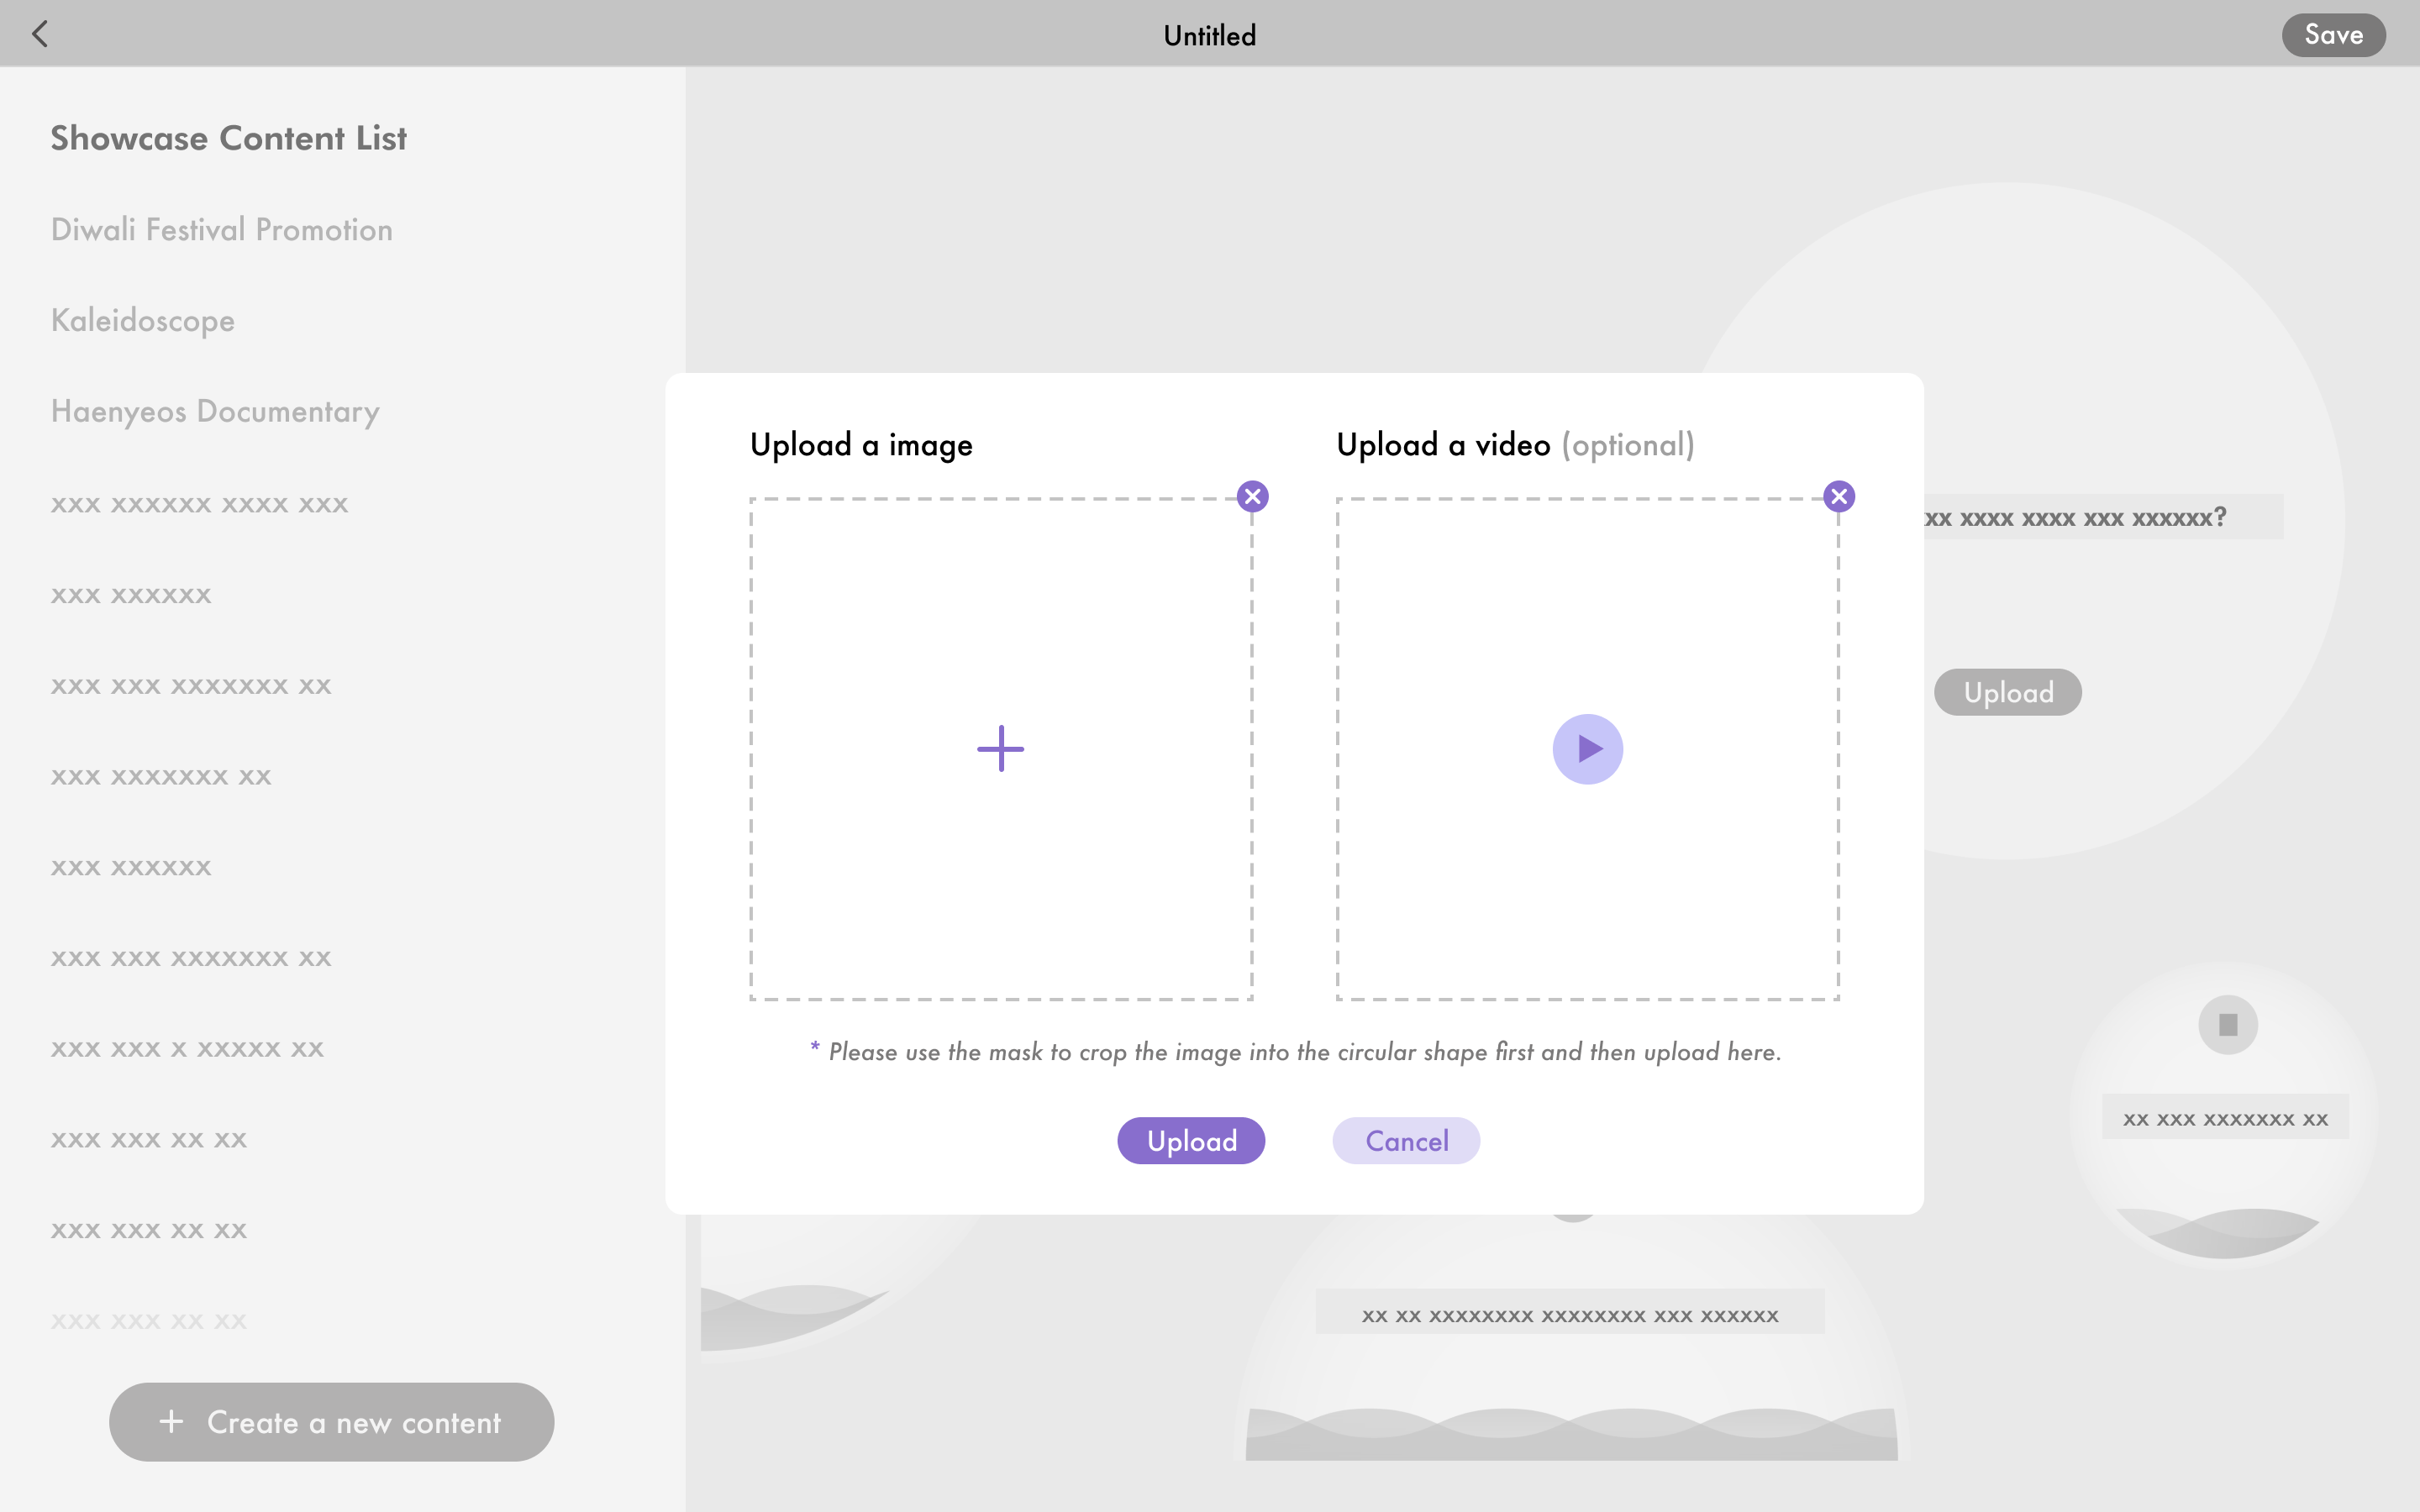 Untitled
Save
Showcase Content List
Diwali Festival Promotion
Kaleidoscope
Haenyeos Documentary
xxx xxxxxx xxxx xxx
xxx xxxxxx
xxx xxx xxxxxxx xx
xxx xxxxxxx xx
xxx xxxxxx
xxx xxx xxxxxxx xx
xxx xxx x xxxxx xx
xxx xxx xx xx
xxx xxx xx xx
xxx xxx xx xx
+ Create a new content
Upload a image
Upload a video (optional)
* Please use the mask to crop the image into the circular shape first and then upload here.
Upload
Cancel
xx xxxx xxxx xxx xxxxxx?
Upload
xx xxx xxxxxxx xx
xx xx xxxxxxxx xxxxxxxx xxx xxxxxx